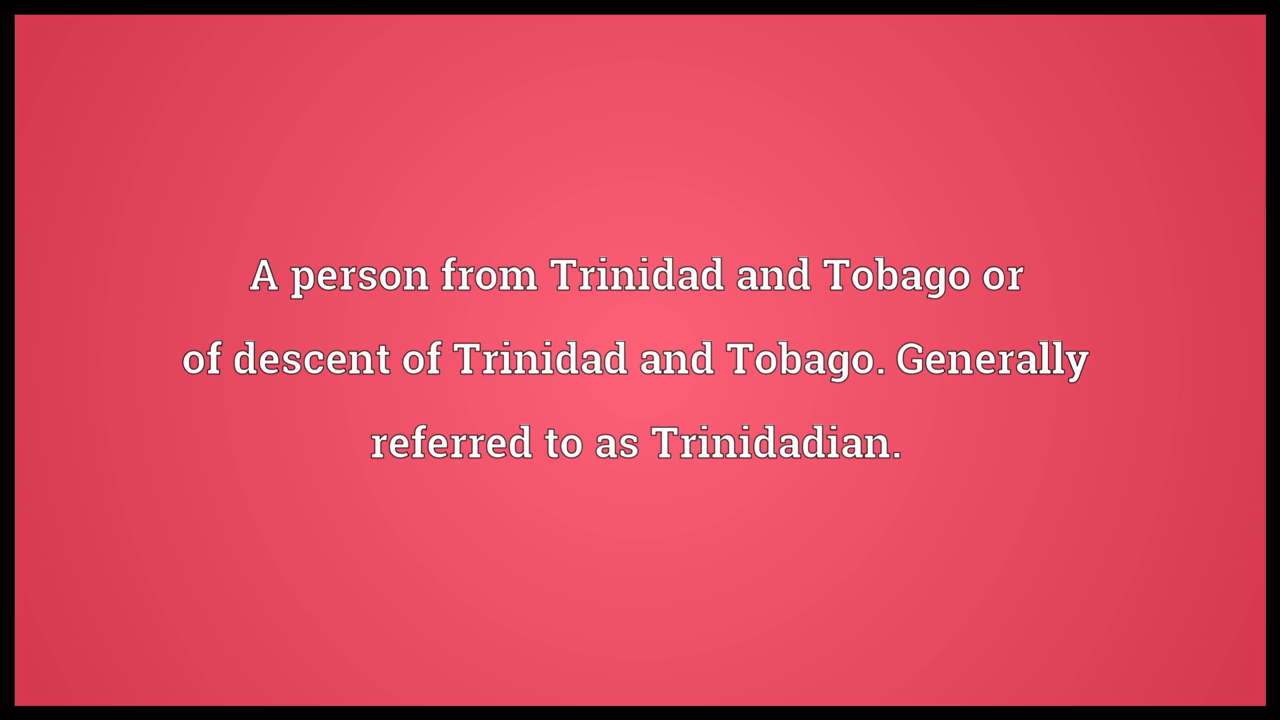 A person from Trinidad and Tobago or
of descent of Trinidad and Tobago. Generally
referred to as Trinidadian.